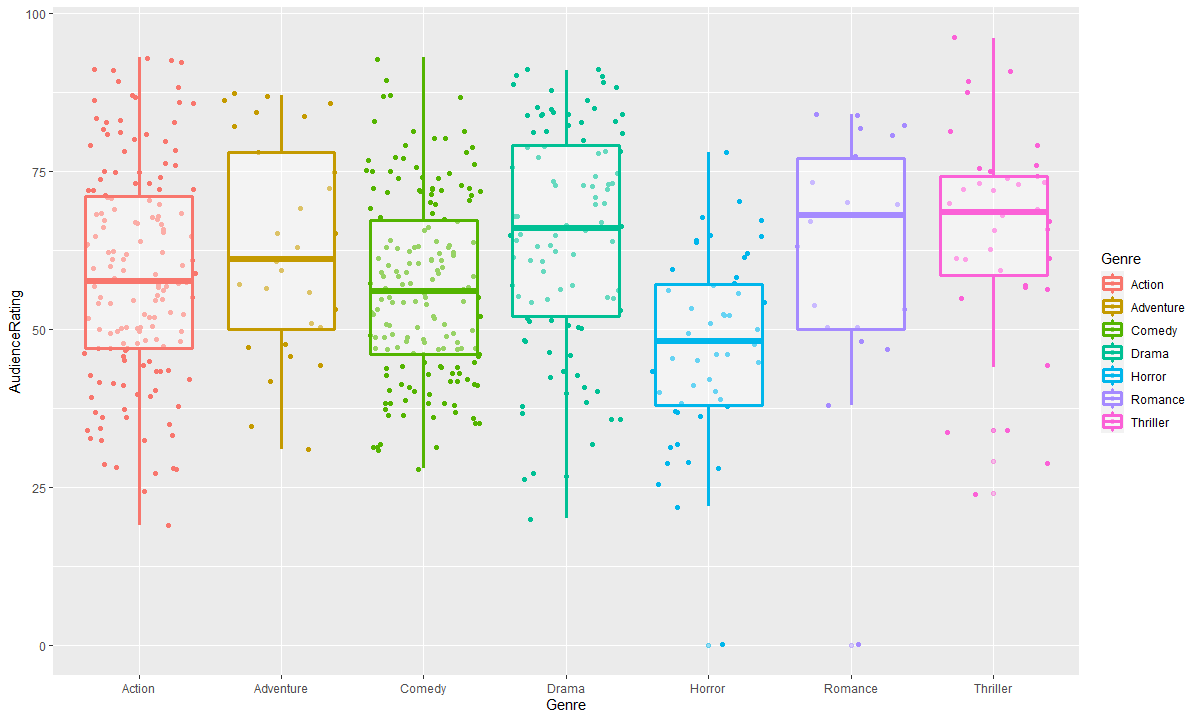 AudienceRating
100
75
50
25
0
Action Adventure Comedy Drama Horror Romance Thriller
Genre
Genre
Action
Adventure
Comedy
Drama
Horror
Romance
Thriller